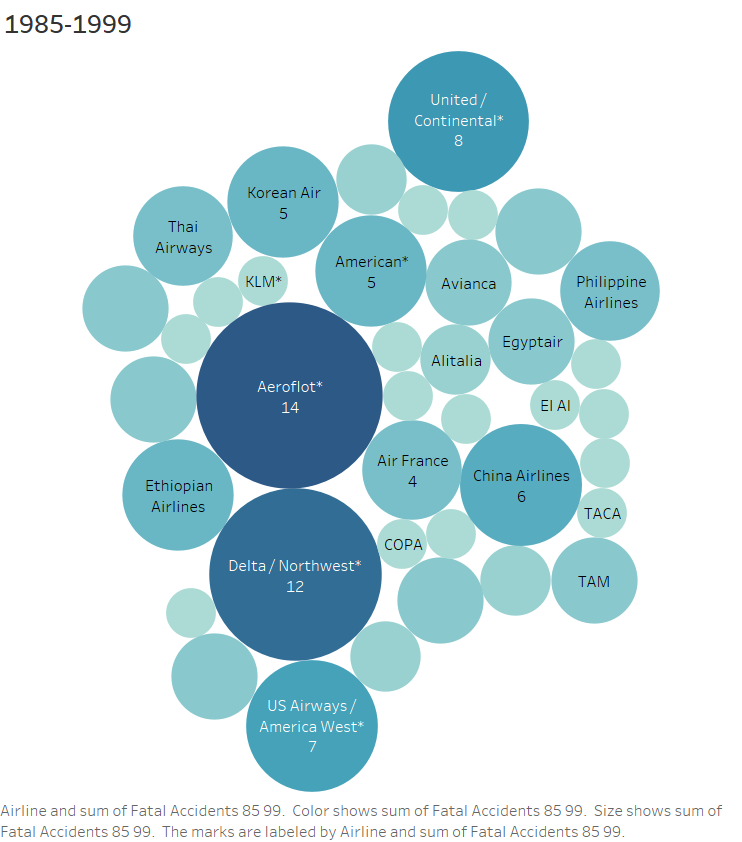 1985-1999
United /
Continental*
8
Korean Air
5
Thai
Airways
American*
5
KLM*
Avianca
Philippine
Airlines
Egyptair
Alitalia
Aeroflot*
14
El Al
Air France
4
China Airlines
6
Ethiopian
Airlines
TACA
COPA
Delta / Northwest*
12
TAM
US Airways /
America West*
7
Airline and sum of Fatal Accidents 85 99.  Color shows sum of Fatal Accidents 85 99.  Size shows sum of
Fatal Accidents 85 99.  The marks are labeled by Airline and sum of Fatal Accidents 85 99.